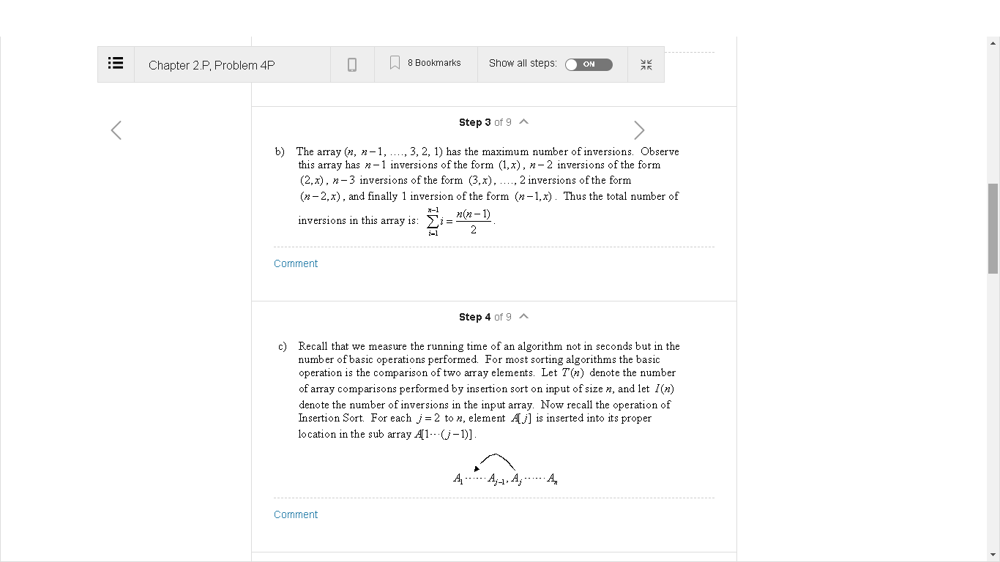 Chapter 2.P, Problem 4P
8 Bookmarks
Show all steps:
ON
Step 3 of 9
b) The array (n, n−1, …., 3, 2, 1) has the maximum number of inversions. Observe
this array has n−1 inversions of the form (1,x), n−2 inversions of the form
(2,x), n−3 inversions of the form (3,x), …., 2 inversions of the form
(n−2,x), and finally 1 inversion of the form (n−1,x). Thus the total number of
inversions in this array is: ∑_{i=1}^{n−1} i = n(n−1)/2.
Comment
Step 4 of 9
c) Recall that we measure the running time of an algorithm not in seconds but in the
number of basic operations performed. For most sorting algorithms the basic
operation is the comparison of two array elements. Let T(n) denote the number
of array comparisons performed by insertion sort on input of size n, and let I(n)
denote the number of inversions in the input array. Now recall the operation of
Insertion Sort. For each j=2 to n, element A[j] is inserted into its proper
location in the sub array A[1⋯(j−1)].
A₁ ⋯⋯ A_{j−1}, A_j ⋯⋯ A_n
Comment